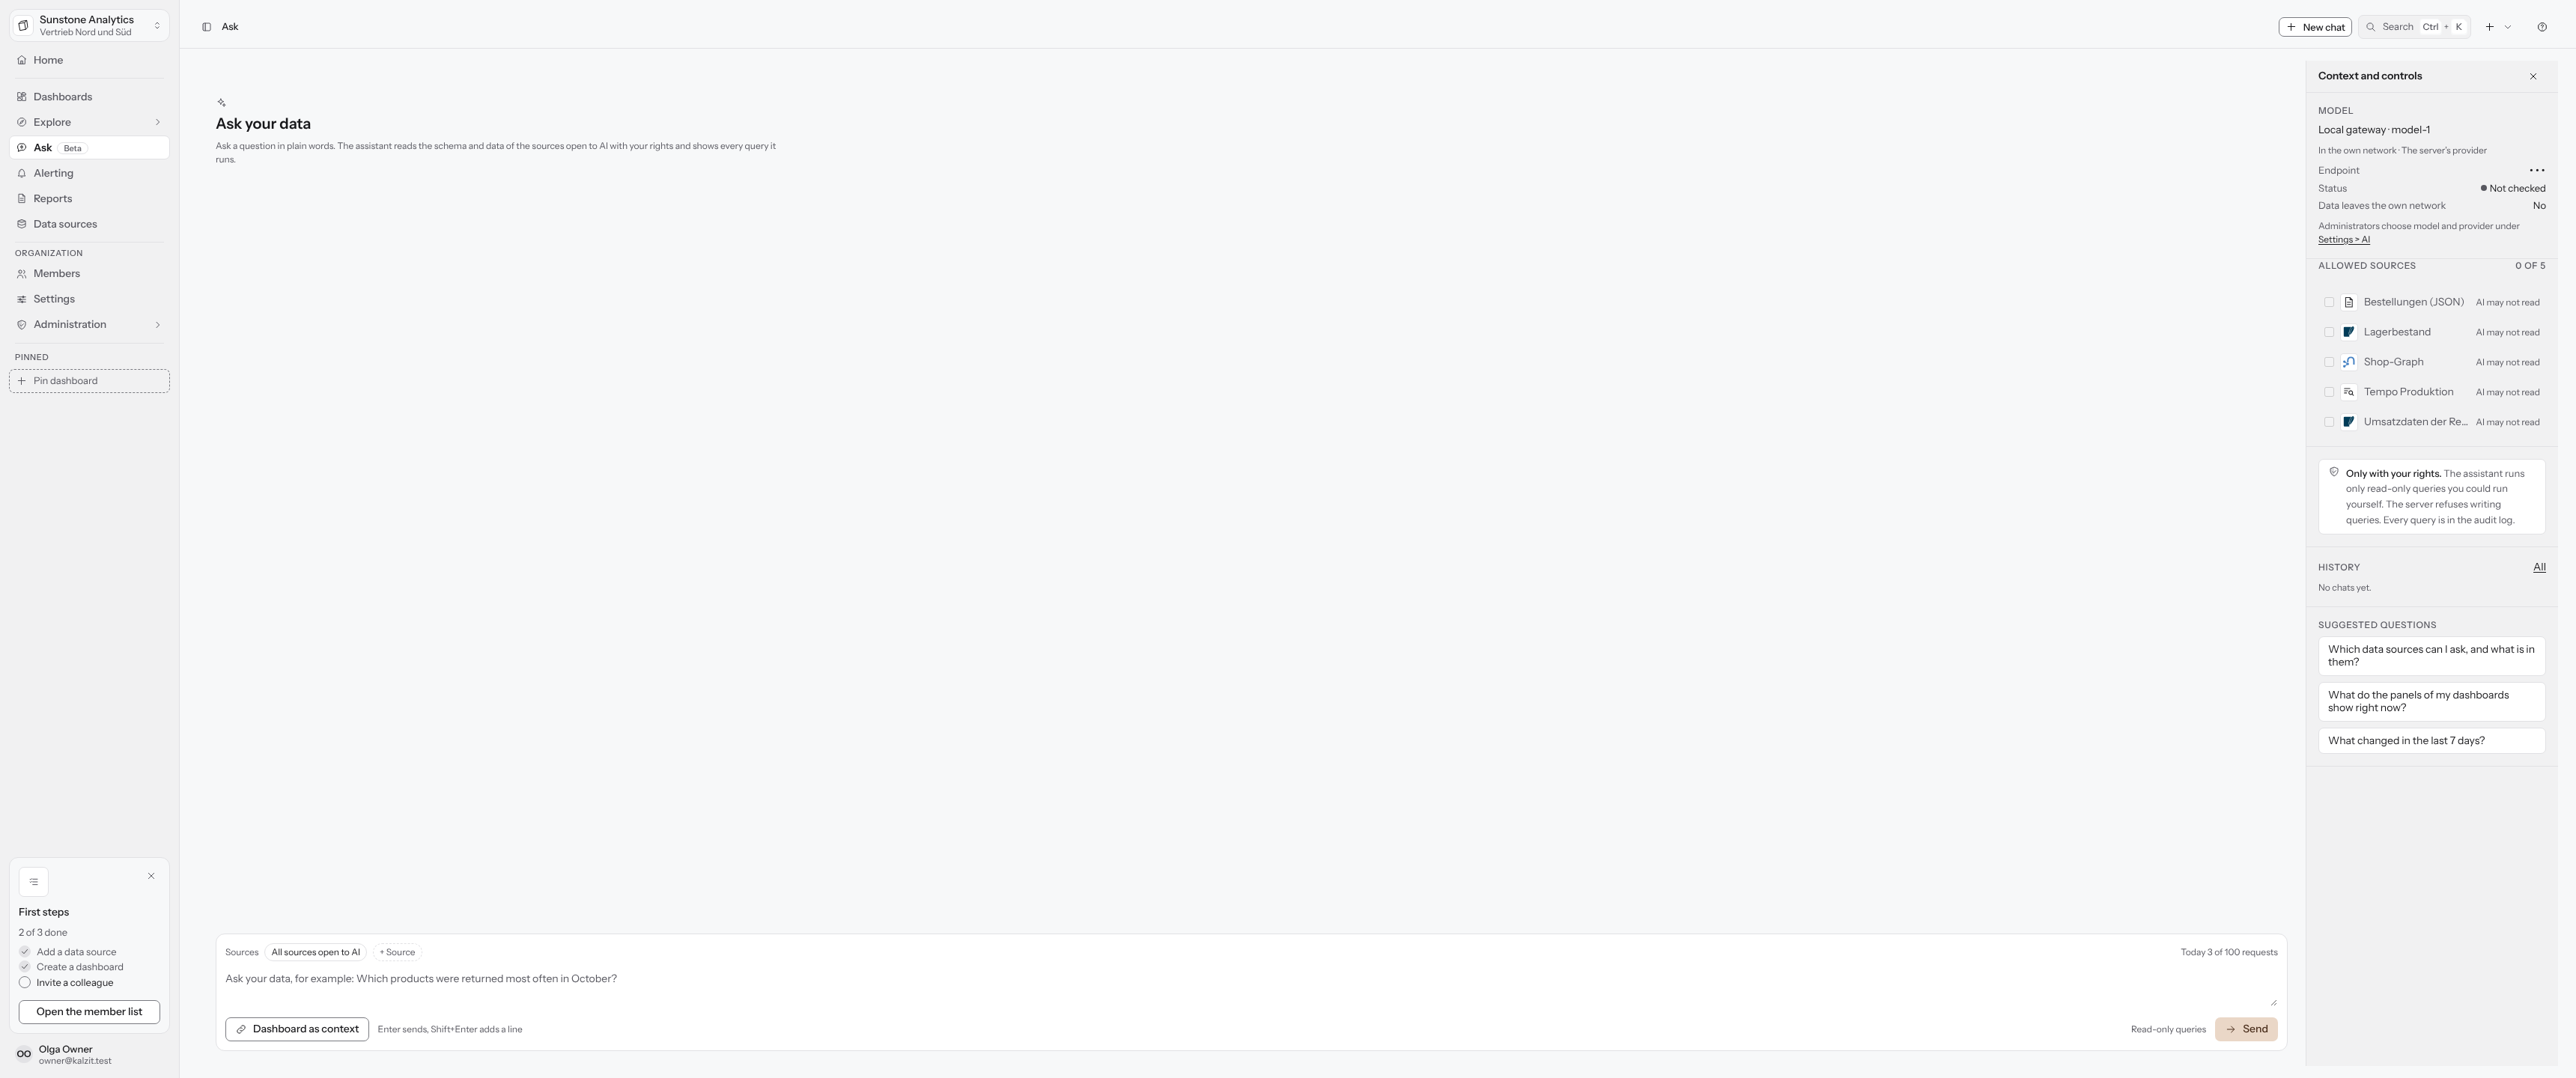 Sunstone Analytics
Vertrieb Nord und Süd
Home
Dashboards
Explore
Ask Beta
Alerting
Reports
Data sources
ORGANIZATION
Members
Settings
Administration
PINNED
Pin dashboard
First steps
2 of 3 done
Add a data source
Create a dashboard
Invite a colleague
Open the member list
OO
Olga Owner
owner@kalzit.test
Ask
New chat
Search Ctrl + K
Ask your data
Ask a question in plain words. The assistant reads the schema and data of the sources open to AI with your rights and shows every query it
runs.
Sources All sources open to AI + Source
Today 3 of 100 requests
Ask your data, for example: Which products were returned most often in October?
Dashboard as context Enter sends, Shift+Enter adds a line
Read-only queries Send
Context and controls
MODEL
Local gateway · model-1
In the own network · The server's provider
Endpoint
Status Not checked
Data leaves the own network No
Administrators choose model and provider under
Settings > AI
ALLOWED SOURCES 0 OF 5
Bestellungen (JSON) AI may not read
Lagerbestand AI may not read
Shop-Graph AI may not read
Tempo Produktion AI may not read
Umsatzdaten der Re... AI may not read
Only with your rights. The assistant runs
only read-only queries you could run
yourself. The server refuses writing
queries. Every query is in the audit log.
HISTORY All
No chats yet.
SUGGESTED QUESTIONS
Which data sources can I ask, and what is in
them?
What do the panels of my dashboards
show right now?
What changed in the last 7 days?